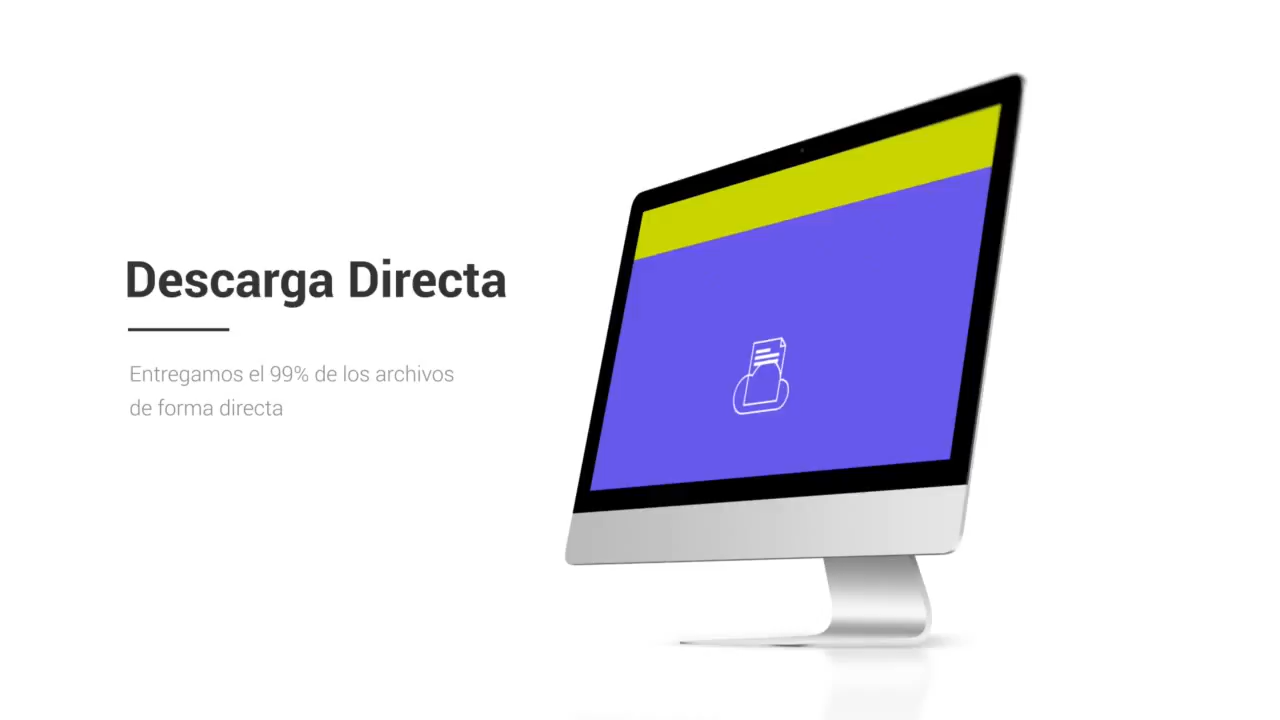 Descarga Directa
Entregamos el 99% de los archivos
de forma directa